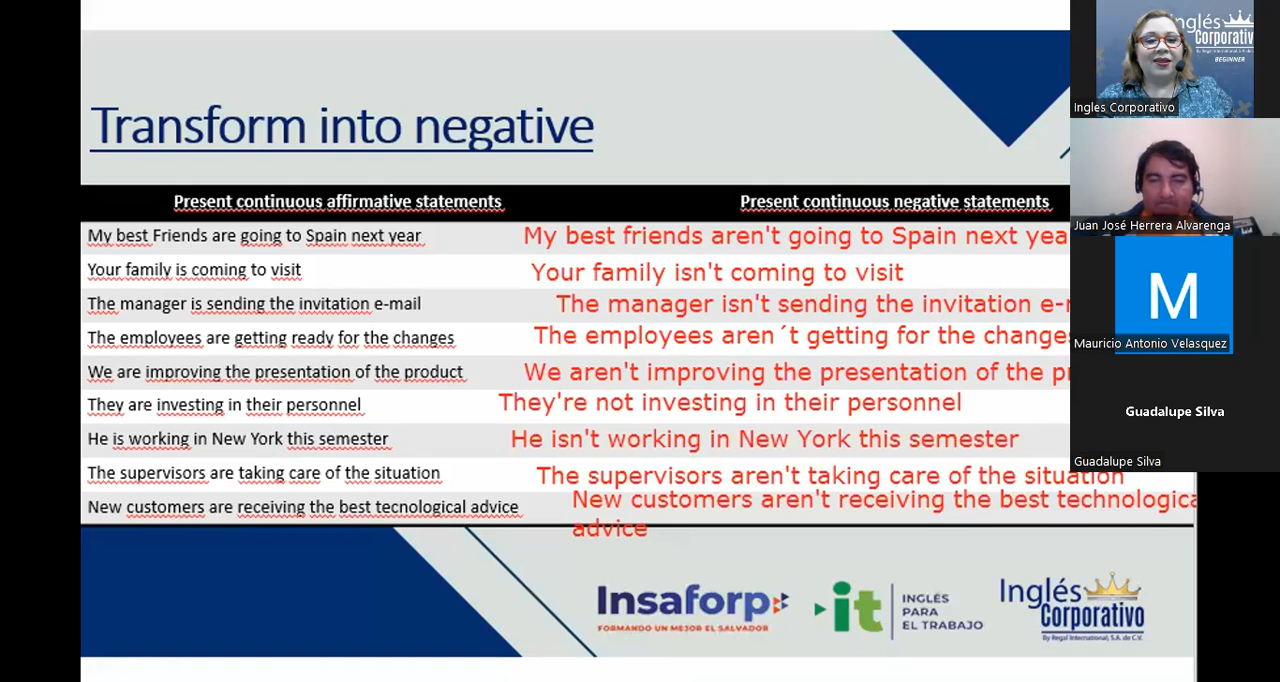 Transform into negative
Present continuous affirmative statements
Present continuous negative statements
My best Friends are going to Spain next year
My best friends aren't going to Spain next yea
Your family is coming to visit
Your family isn't coming to visit
The manager is sending the invitation e-mail
The manager isn't sending the invitation e-
The employees are getting ready for the changes
The employees aren´t getting for the changes
We are improving the presentation of the product
We aren't improving the presentation of the
They are investing in their personnel
They're not investing in their personnel
He is working in New York this semester
He isn't working in New York this semester
The supervisors are taking care of the situation
The supervisors aren't taking care of the situation
New customers are receiving the best tecnological advice
New customers aren't receiving the best technologica
advice
Insaforp
FORMANDO UN MEJOR EL SALVADOR
it
INGLÉS
PARA
EL TRABAJO
Inglés
Corporativo
By Regal International, S.A. de C.V.
Inglés
Corporativo
By Regal International, S.A. de
BEGINNER
Ingles Corporativo
Juan José Herrera Alvarenga
M
Mauricio Antonio Velasquez
Guadalupe Silva
Guadalupe Silva